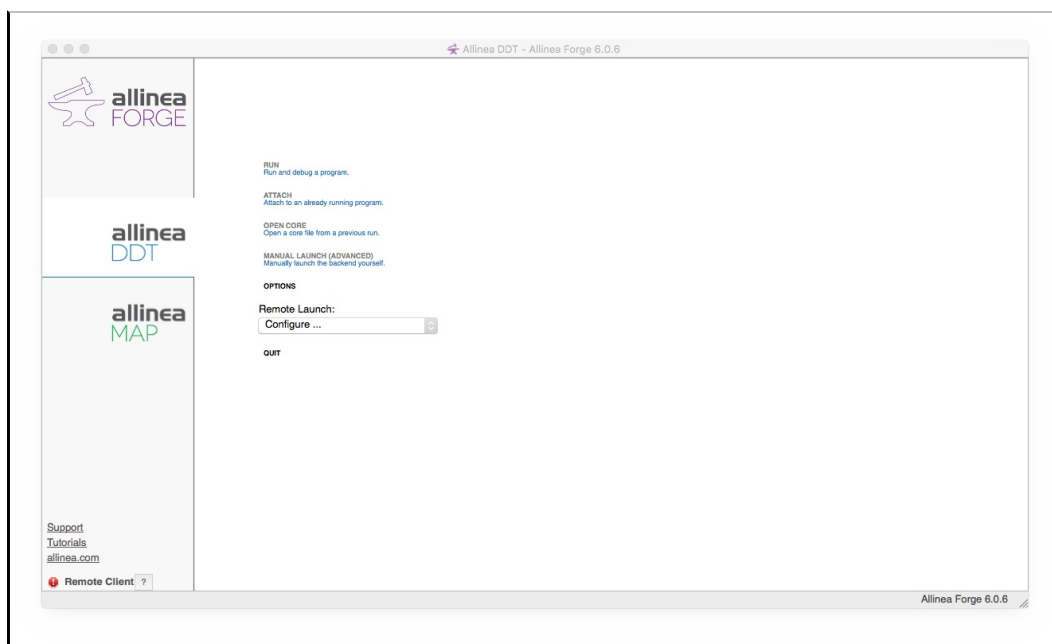 Allinea DDT - Allinea Forge 6.0.6
allinea
FORGE
RUN
Run and debug a program.
ATTACH
Attach to an already running program.
OPEN CORE
Open a core file from a previous run.
allinea
DDT
MANUAL LAUNCH (ADVANCED)
Manually launch the backend yourself.
OPTIONS
allinea
MAP
Remote Launch:
Configure ...
QUIT
Support
Tutorials
allinea.com
Remote Client ?
Allinea Forge 6.0.6